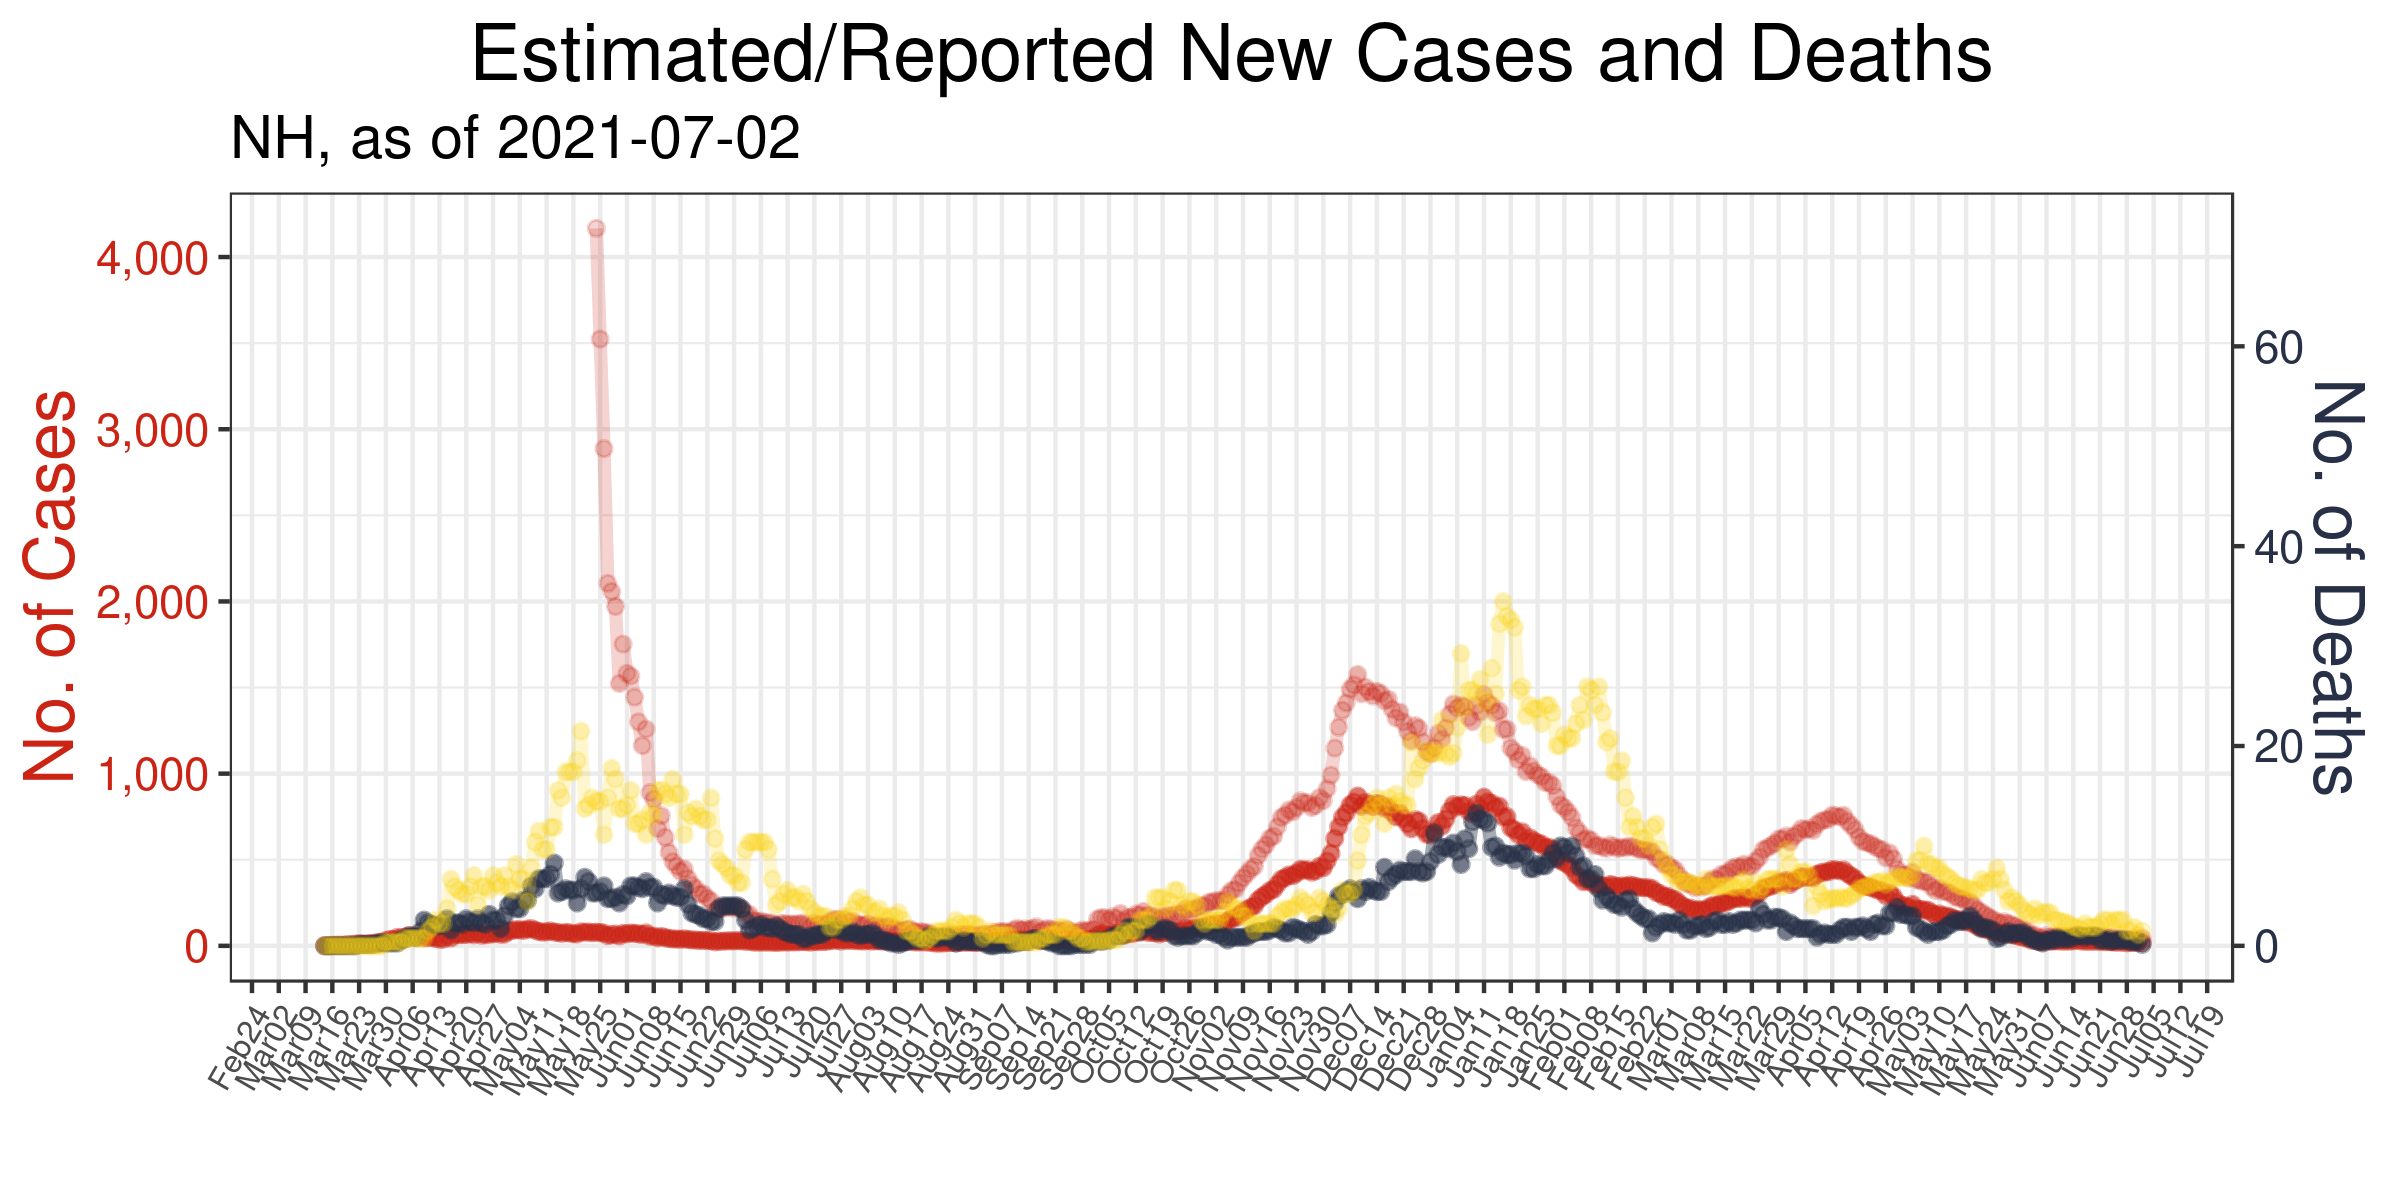 Estimated/Reported New Cases and Deaths
NH, as of 2021-07-02
No. of Cases
4,000
3,000
2,000
1,000
0
No. of Deaths
60
40
20
0
Feb24
Mar02
Mar09
Mar16
Mar23
Mar30
Apr06
Apr13
Apr20
Apr27
May04
May11
May18
May25
Jun01
Jun08
Jun15
Jun22
Jun29
Jul06
Jul13
Jul20
Jul27
Aug03
Aug10
Aug17
Aug24
Aug31
Sep07
Sep14
Sep21
Sep28
Oct05
Oct12
Oct19
Oct26
Nov02
Nov09
Nov16
Nov23
Nov30
Dec07
Dec14
Dec21
Dec28
Jan04
Jan11
Jan18
Jan25
Feb01
Feb08
Feb15
Feb22
Mar01
Mar08
Mar15
Mar22
Mar29
Apr05
Apr12
Apr19
Apr26
May03
May10
May17
May24
May31
Jun07
Jun14
Jun21
Jun28
Jul05
Jul12
Jul19